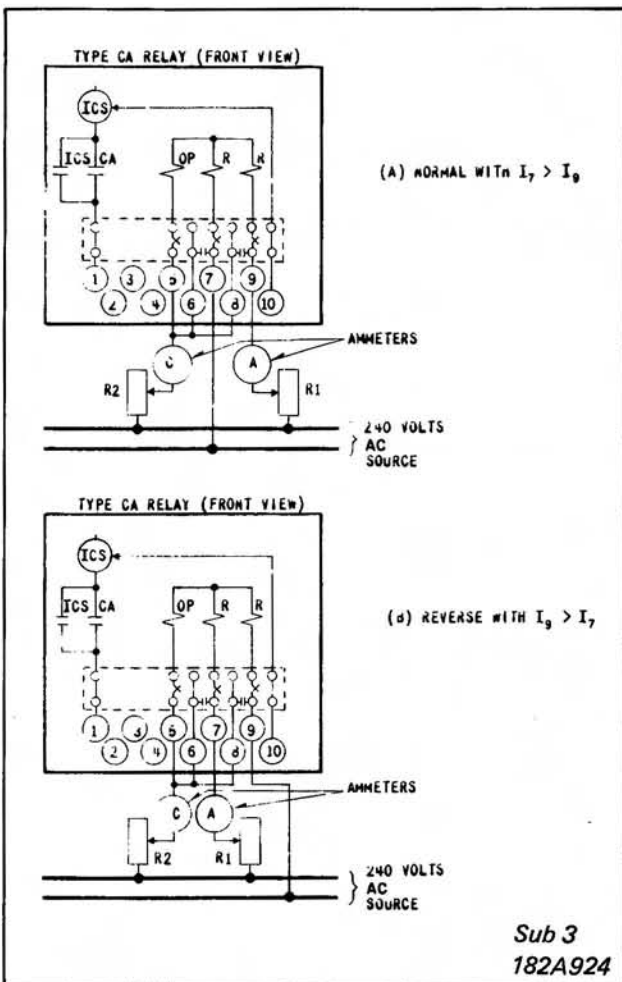 TYPE CA RELAY (FRONT VIEW)
ICS
ICS CA OP R R
(A) NORMAL WITH I7 > I9
1 3 5 7 9
2 4 6 8 10
AMMETERS
C A
R2 R1
240 VOLTS
AC
SOURCE
TYPE CA RELAY (FRONT VIEW)
ICS
ICS CA OP R R
(B) REVERSE WITH I9 > I7
1 3 5 7 9
2 4 6 8 10
AMMETERS
C A
R2 R1
240 VOLTS
AC
SOURCE
Sub 3
182A924